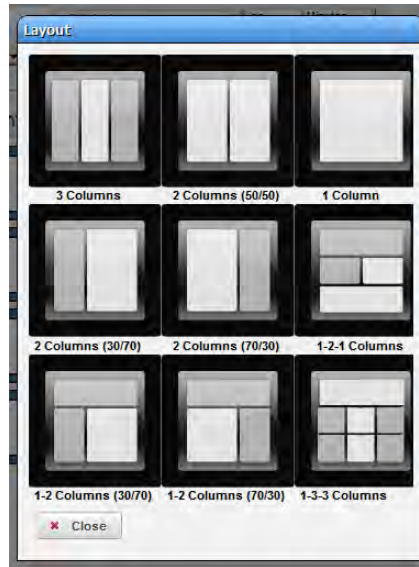 Layout
3 Columns
2 Columns (50/50)
1 Column
2 Columns (30/70)
2 Columns (70/30)
1-2-1 Columns
1-2 Columns (30/70)
1-2 Columns (70/30)
1-3-3 Columns
Close